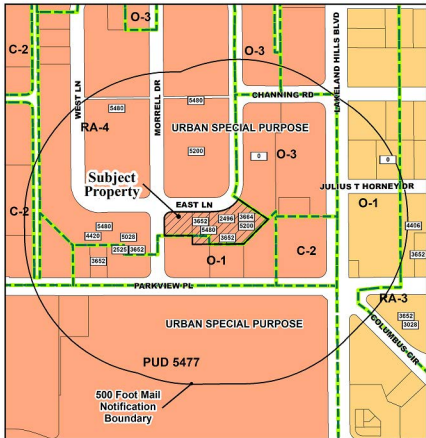 O-3
C-2
O-3
LAKELAND HILLS BLVD
WEST LN
MORRELL DR
CHANNING RD
5480
5480
RA-4
URBAN SPECIAL PURPOSE
5200
0
O-3
0
Subject
Property
JULIUS T HORNEY DR
EAST LN
O-1
C-2
3652
2496
3664
5480
5200
3652
5480
4420
5028
2525
3652
3652
4406
3652
O-1
C-2
PARKVIEW PL
RA-3
URBAN SPECIAL PURPOSE
3652
3028
COLUMBUS CIR
PUD 5477
500 Foot Mail
Notification
Boundary